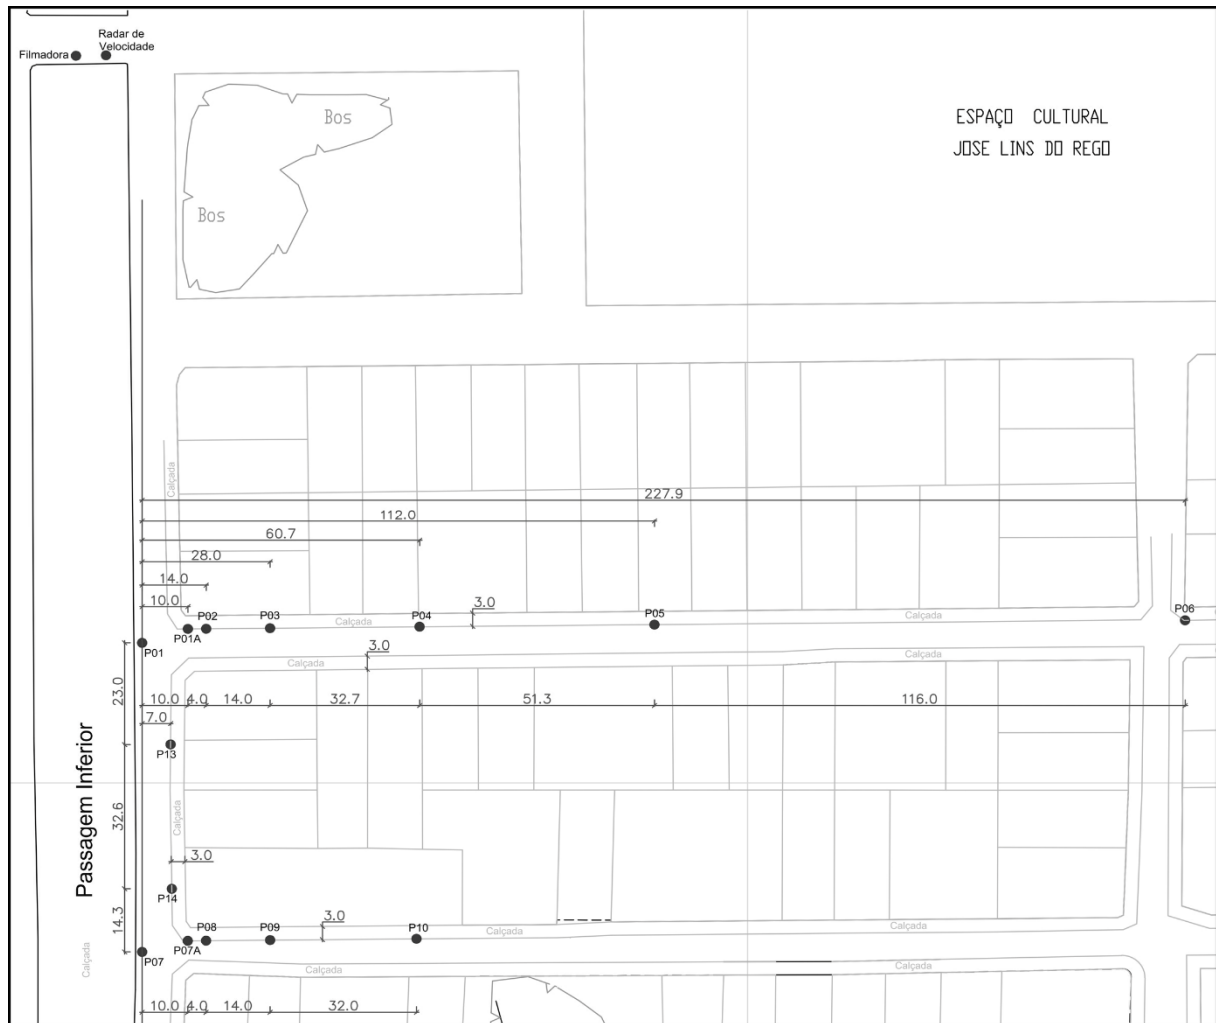 Radar de
Velocidade
Filmadora
Bos
Bos
ESPAÇO CULTURAL
JOSE LINS DO REGO
Calçada
227.9
112.0
60.7
28.0
14.0
10.0
3.0
P01A
P02
P03
Calçada
P04
P05
Calçada
P06
P01
3.0
Calçada
Calçada
23.0
10.0
4.0
14.0
32.7
51.3
116.0
7.0
P13
Passagem Inferior
32.6
Calçada
3.0
P14
14.3
3.0
P07A
P08
P09
P10
Calçada
Calçada
P07
Calçada
Calçada
Calçada
10.0
4.0
14.0
32.0